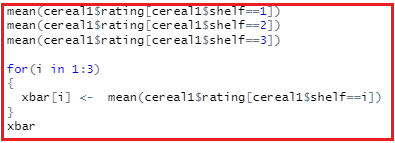 mean(cereal1$rating[cereal1$shelf==1])
mean(cereal1$rating[cereal1$shelf==2])
mean(cereal1$rating[cereal1$shelf==3])
for(i in 1:3)
{
  xbar[i] <-  mean(cereal1$rating[cereal1$shelf==i])
}
xbar